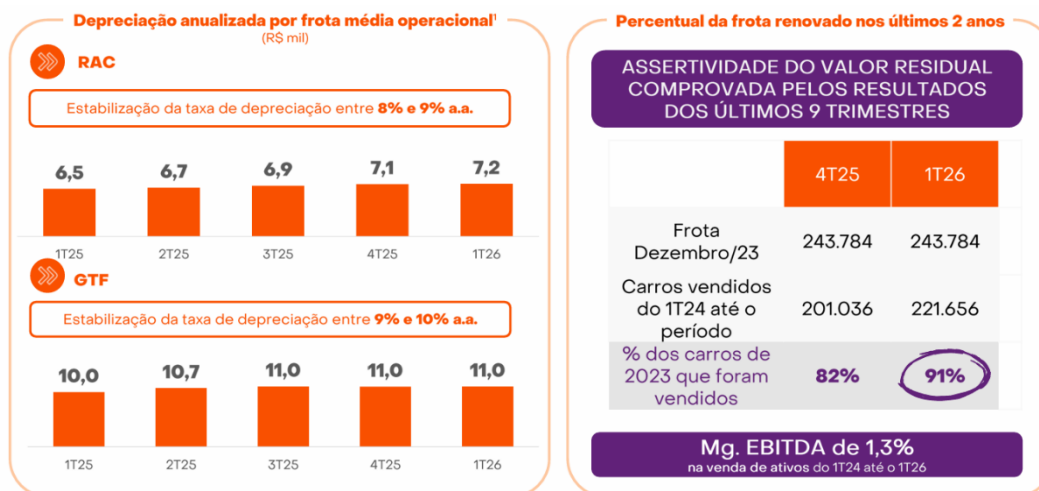 Depreciação anualizada por frota média operacional¹
(R$ mil)
RAC
Estabilização da taxa de depreciação entre 8% e 9% a.a.
6,5 6,7 6,9 7,1 7,2
1T25 2T25 3T25 4T25 1T26
GTF
Estabilização da taxa de depreciação entre 9% e 10% a.a.
10,0 10,7 11,0 11,0 11,0
1T25 2T25 3T25 4T25 1T26
Percentual da frota renovado nos últimos 2 anos
ASSERTIVIDADE DO VALOR RESIDUAL
COMPROVADA PELOS RESULTADOS
DOS ÚLTIMOS 9 TRIMESTRES
4T25 1T26
Frota
Dezembro/23
243.784 243.784
Carros vendidos
do 1T24 até o
período
201.036 221.656
% dos carros de
2023 que foram
vendidos
82% 91%
Mg. EBITDA de 1,3%
na venda de ativos do 1T24 até o 1T26